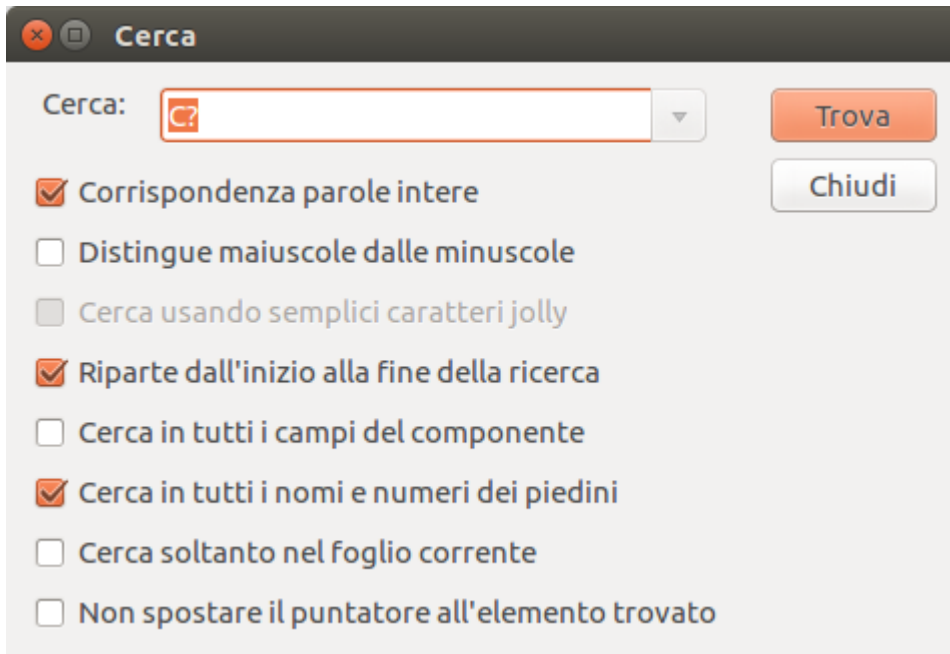 Cerca
Cerca:
C?
Trova
Chiudi
Corrispondenza parole intere
Distingue maiuscole dalle minuscole
Cerca usando semplici caratteri jolly
Riparte dall'inizio alla fine della ricerca
Cerca in tutti i campi del componente
Cerca in tutti i nomi e numeri dei piedini
Cerca soltanto nel foglio corrente
Non spostare il puntatore all'elemento trovato